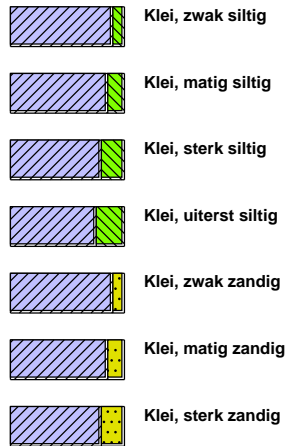 Klei, zwak siltig
Klei, matig siltig
Klei, sterk siltig
Klei, uiterst siltig
Klei, zwak zandig
Klei, matig zandig
Klei, sterk zandig